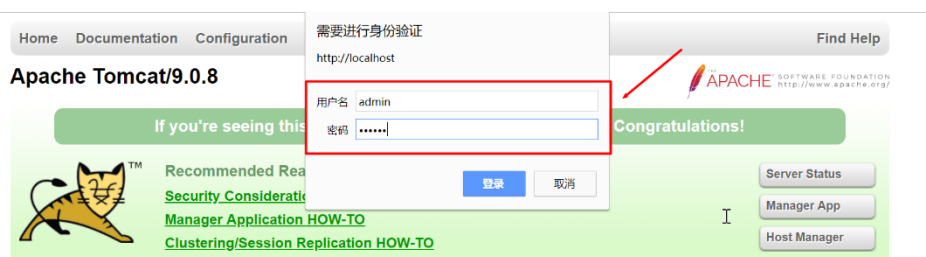 Home Documentation Configuration
Find Help
需要进行身份验证
http://localhost
用户名 admin
密码 ••••••
登录 取消
Apache Tomcat/9.0.8
THE
APACHE SOFTWARE FOUNDATION
http://www.apache.org/
If you're seeing this
Congratulations!
TM
Recommended Rea
Security Consideratio
Manager Application HOW-TO
Clustering/Session Replication HOW-TO
Server Status
Manager App
Host Manager